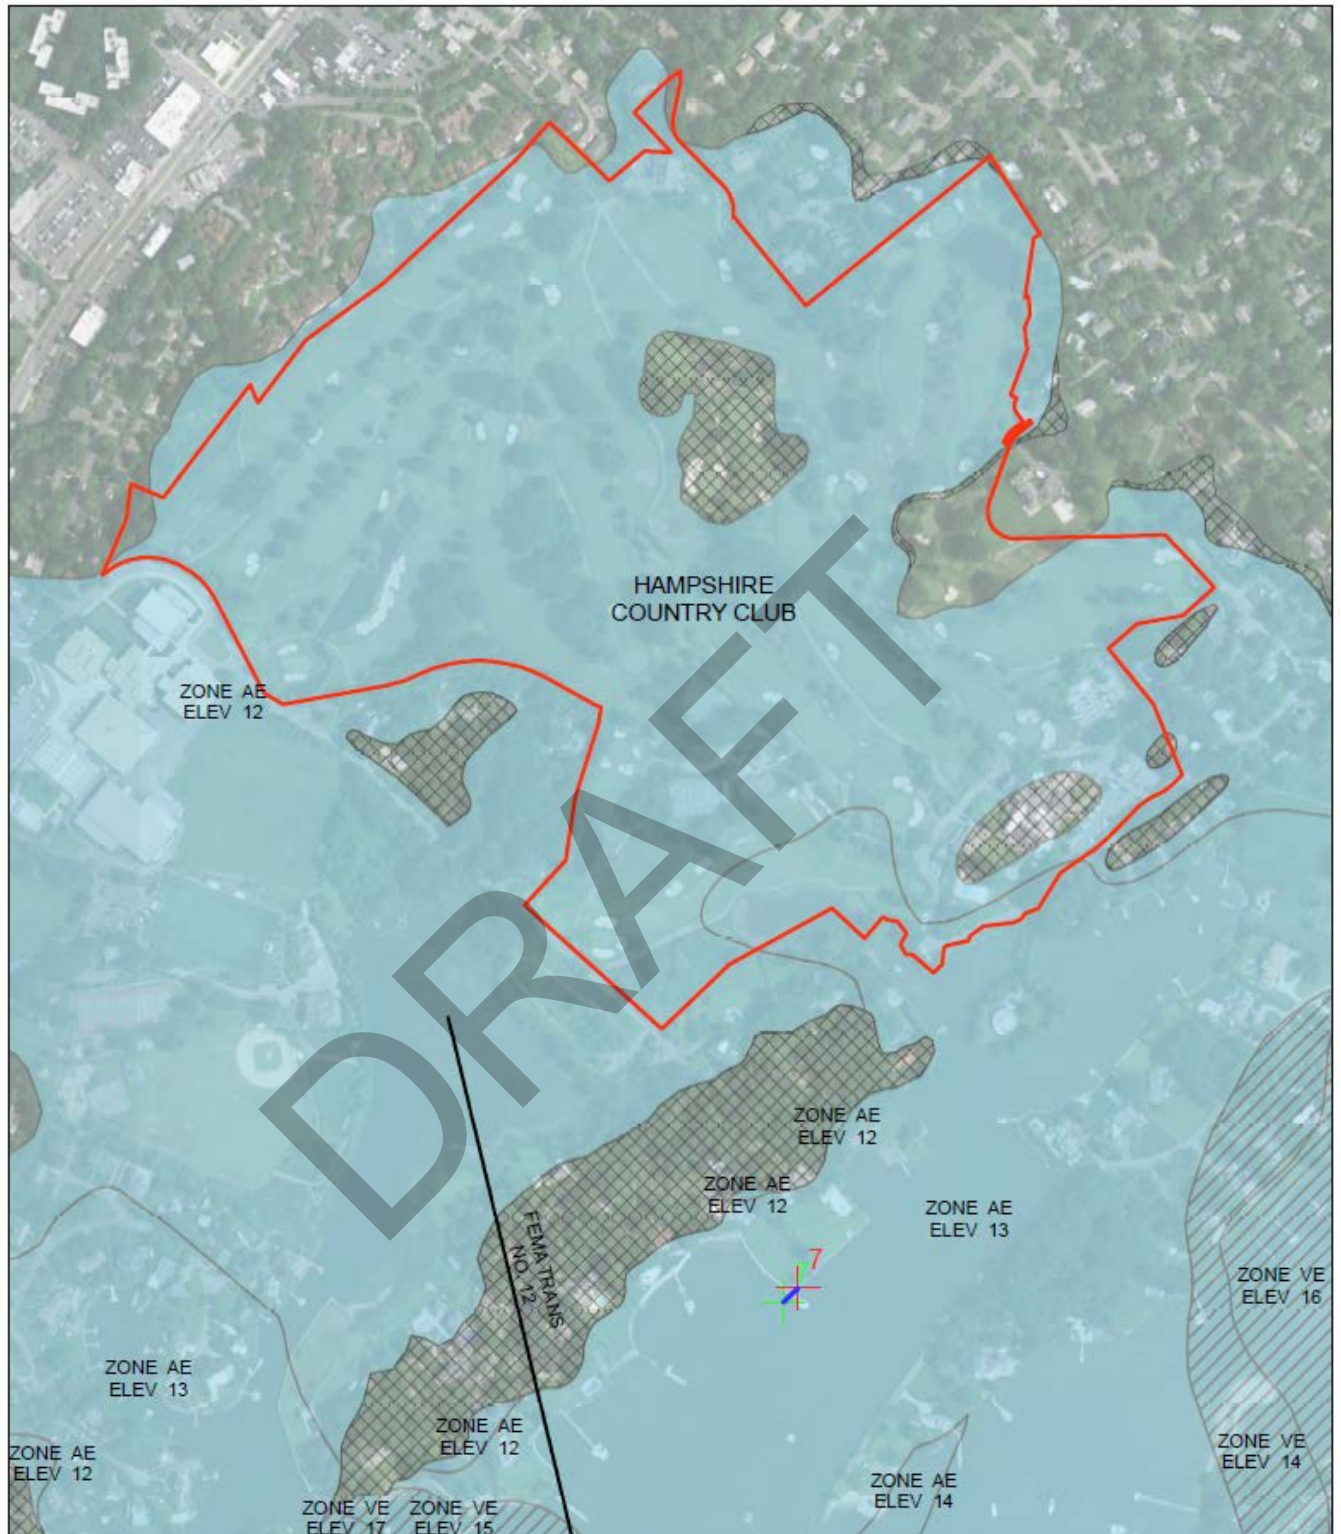 HAMPSHIRE
COUNTRY CLUB
ZONE AE
ELEV 12
DRAFT
ZONE AE
ELEV 12
ZONE AE
ELEV 12
ZONE AE
ELEV 13
FEMA TRANS
NO. 12
7
ZONE VE
ELEV 16
ZONE AE
ELEV 13
ZONE AE
ELEV 12
ZONE AE
ELEV 12
ZONE VE
ELEV 14
ZONE AE
ELEV 14
ZONE VE
ELEV 17
ZONE VE
ELEV 15